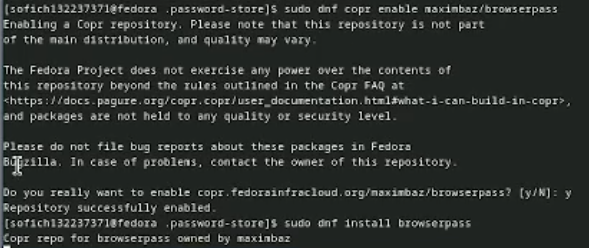 [sofich132237371@fedora .password-store]$ sudo dnf copr enable maximbaz/browserpass
Enabling a Copr repository. Please note that this repository is not part
of the main distribution, and quality may vary.
The Fedora Project does not exercise any power over the contents of
this repository beyond the rules outlined in the Copr FAQ at
<https://docs.pagure.org/copr.copr/user_documentation.html#what-i-can-build-in-copr>,
and packages are not held to any quality or security level.
Please do not file bug reports about these packages in Fedora
Bugzilla. In case of problems, contact the owner of this repository.
Do you really want to enable copr.fedorainfracloud.org/maximbaz/browserpass? [y/N]: y
Repository successfully enabled.
[sofich132237371@fedora .password-store]$ sudo dnf install browserpass
Copr repo for browserpass owned by maximbaz